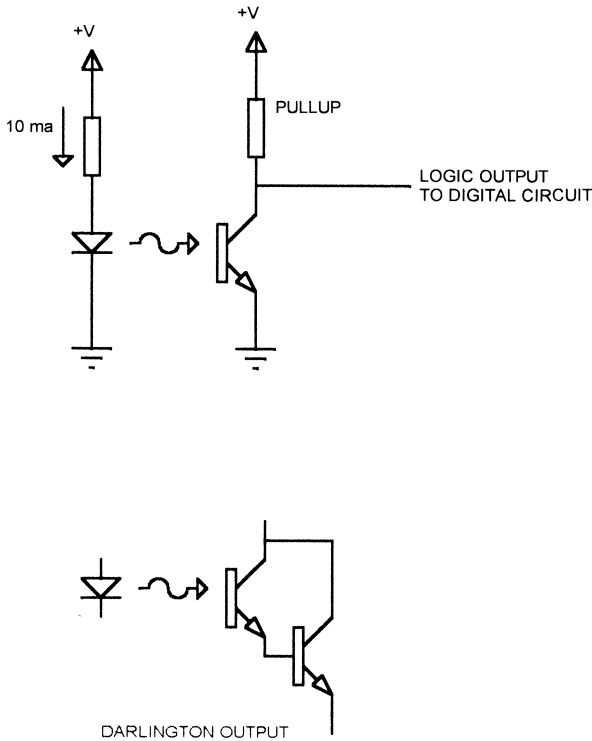 +V
+V
10 ma
PULLUP
LOGIC OUTPUT
TO DIGITAL CIRCUIT
DARLINGTON OUTPUT